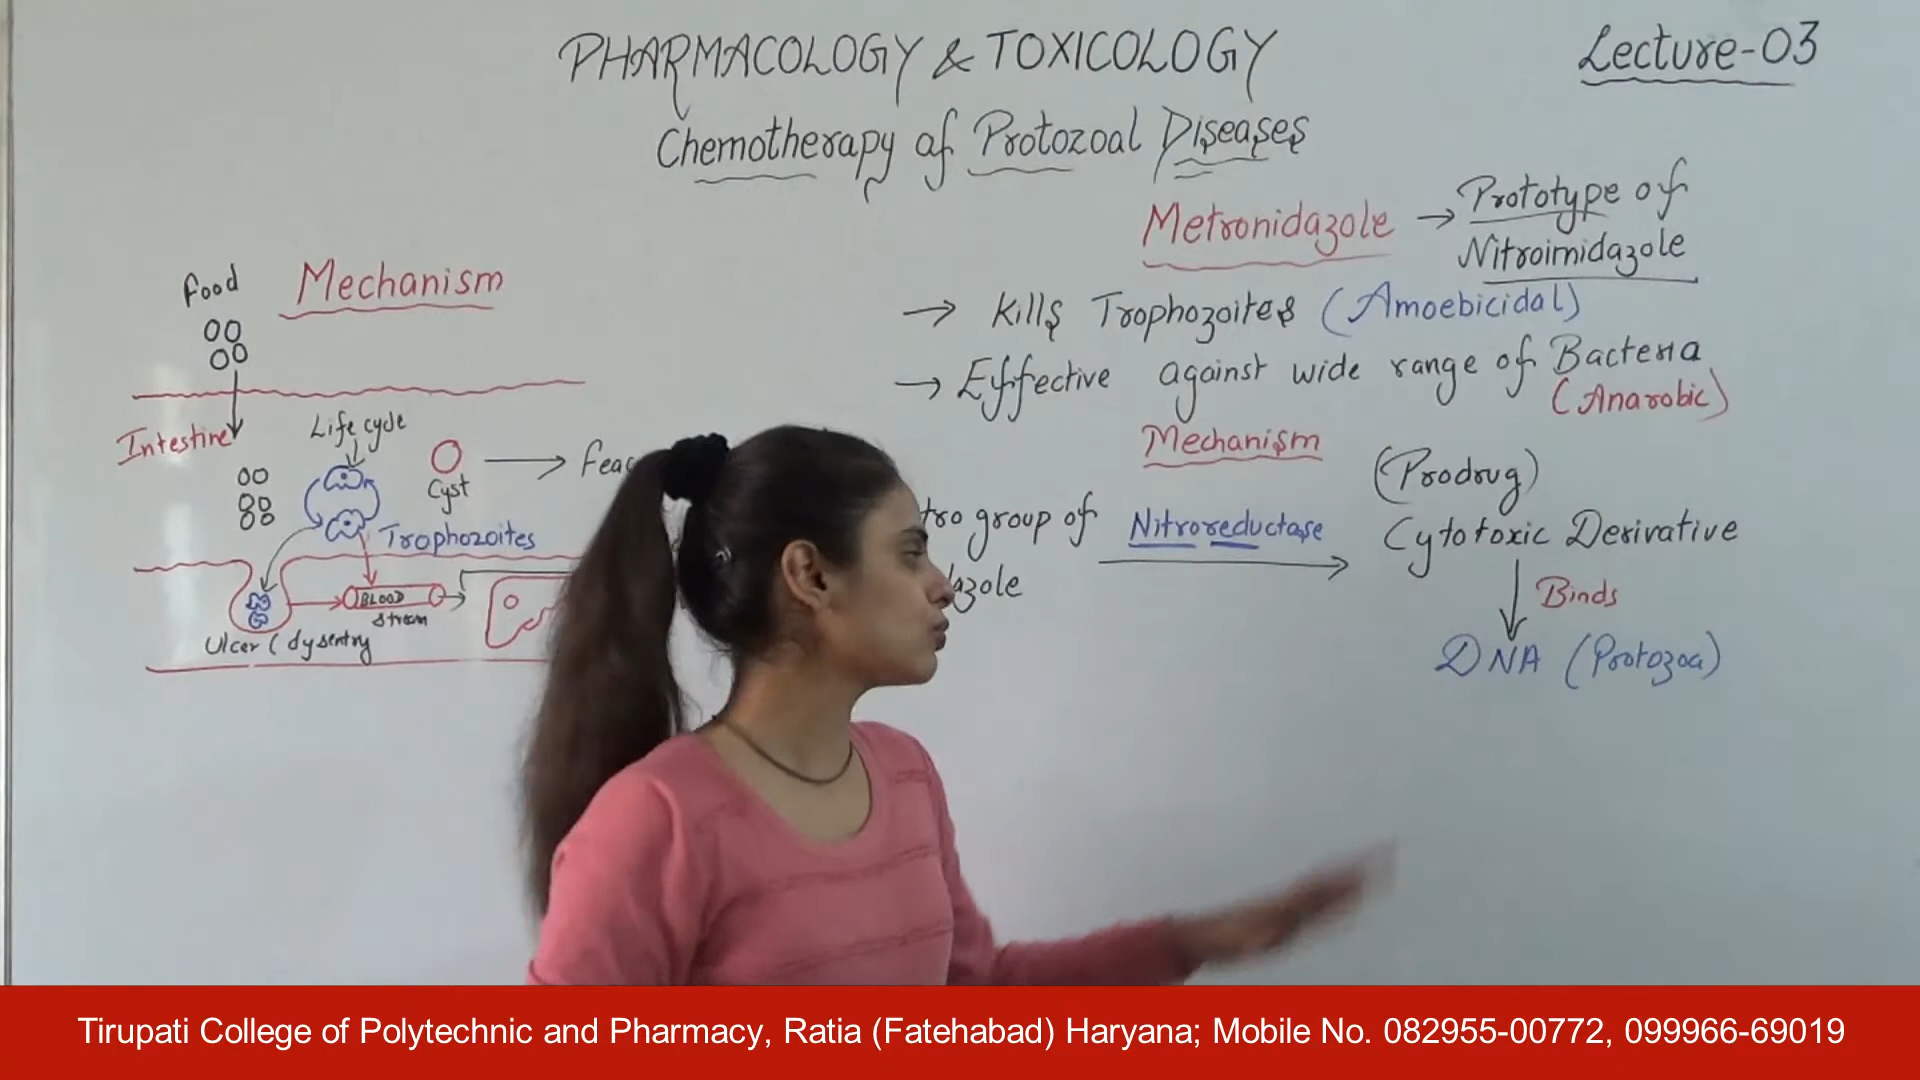 PHARMACOLOGY & TOXICOLOGY
Lecture-03
Chemotherapy of Protozoal Diseases
Metronidazole → Prototype of
Nitroimidazole
→ Kills Trophozoites (Amoebicidal)
→ Effective against wide range of Bacteria
(Anarobic)
Mechanism
(Prodrug)
tro group of Nitroreductase Cytotoxic Derivative
dazole
Binds
DNA (Protozoa)
food Mechanism
Intestine
Life cycle
Cyst
Feac
Trophozoites
BLOOD
stream
Ulcer (dysentry
Tirupati College of Polytechnic and Pharmacy, Ratia (Fatehabad) Haryana; Mobile No. 082955-00772, 099966-69019